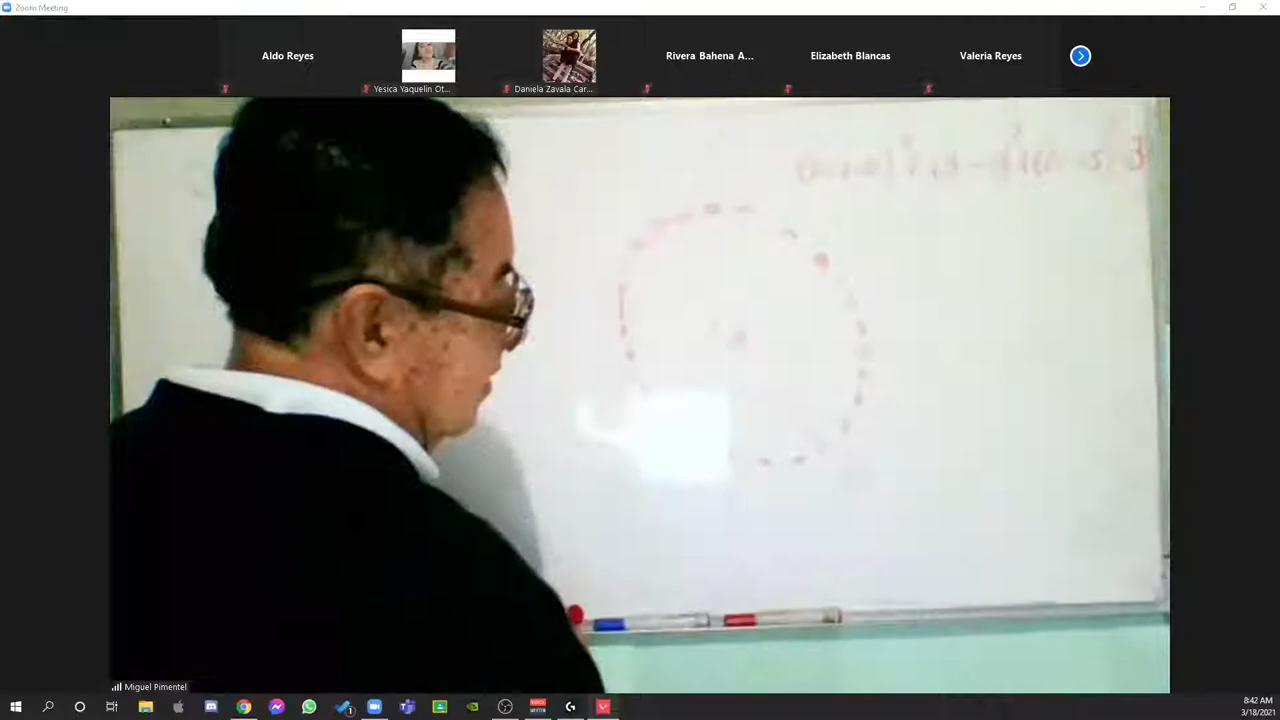 Zoom Meeting
Aldo Reyes
Yesica Yaquelin Ot...
Daniela Zavala Car...
Rivera Bahena A...
Elizabeth Blancas
Valeria Reyes
Miguel Pimentel
8:42 AM
3/18/2021